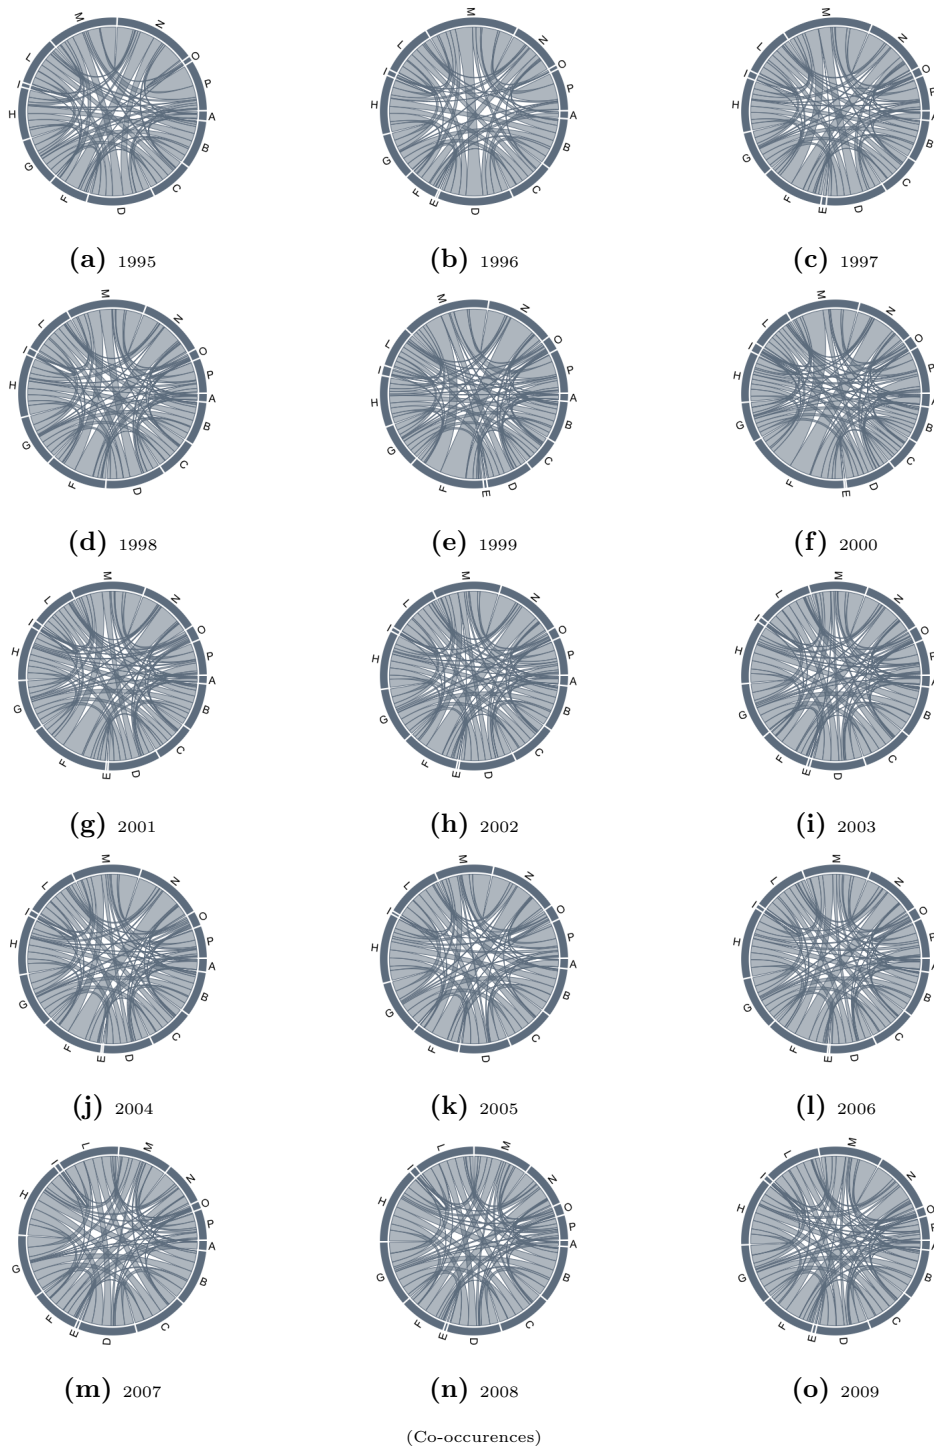 M N O P A B C D F G H I L
(a) 1995
M N O P A B C D E F G H I L
(b) 1996
M N O P A B C D E F G H I L
(c) 1997
M N O P A B C D F G H I L
(d) 1998
M N O P A B C D E F G H I L
(e) 1999
M N O P A B C D E F G H I L
(f) 2000
M N O P A B C D E F G H I L
(g) 2001
M N O P A B C D E F G H I L
(h) 2002
M N O P A B C D E F G H I L
(i) 2003
M N O P A B C D E F G H I L
(j) 2004
M N O P A B C D F G H I L
(k) 2005
M N O P A B C D E F G H I L
(l) 2006
M N O P A B C D E F G H I L
(m) 2007
M N O P A B C D E F G H I L
(n) 2008
M N O P A B C D E F G H I L
(o) 2009
(Co-occurences)